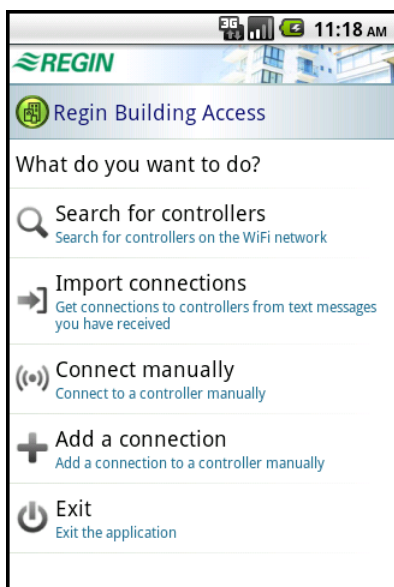 3G 11:18 AM
REGIN
Regin Building Access
What do you want to do?
Search for controllers
Search for controllers on the WiFi network
Import connections
Get connections to controllers from text messages
you have received
Connect manually
Connect to a controller manually
Add a connection
Add a connection to a controller manually
Exit
Exit the application